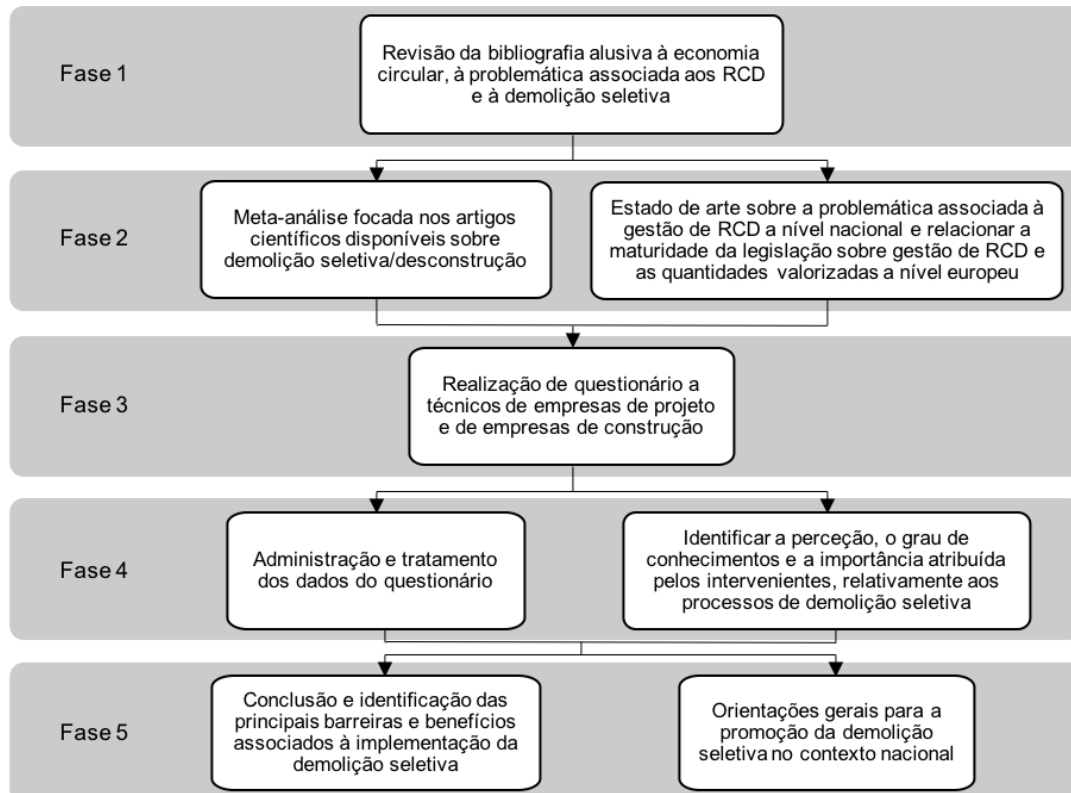 Fase 1
Revisão da bibliografia alusiva à economia
circular, à problemática associada aos RCD
e à demolição seletiva
Fase 2
Meta-análise focada nos artigos
científicos disponíveis sobre
demolição seletiva/desconstrução
Estado de arte sobre a problemática associada à
gestão de RCD a nível nacional e relacionar a
maturidade da legislação sobre gestão de RCD e
as quantidades valorizadas a nível europeu
Fase 3
Realização de questionário a
técnicos de empresas de projeto
e de empresas de construção
Fase 4
Administração e tratamento
dos dados do questionário
Identificar a perceção, o grau de
conhecimentos e a importância atribuída
pelos intervenientes, relativamente aos
processos de demolição seletiva
Fase 5
Conclusão e identificação das
principais barreiras e benefícios
associados à implementação da
demolição seletiva
Orientações gerais para a
promoção da demolição
seletiva no contexto nacional